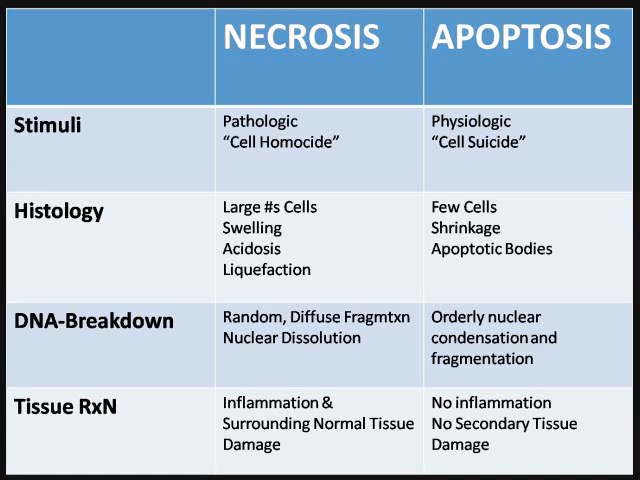 NECROSIS APOPTOSIS
Stimuli
Pathologic
“Cell Homocide”
Physiologic
“Cell Suicide”
Histology
Large #s Cells
Swelling
Acidosis
Liquefaction
Few Cells
Shrinkage
Apoptotic Bodies
DNA-Breakdown
Random, Diffuse Fragmtxn
Nuclear Dissolution
Orderly nuclear
condensation and
fragmentation
Tissue RxN
Inflammation &
Surrounding Normal Tissue
Damage
No inflammation
No Secondary Tissue
Damage